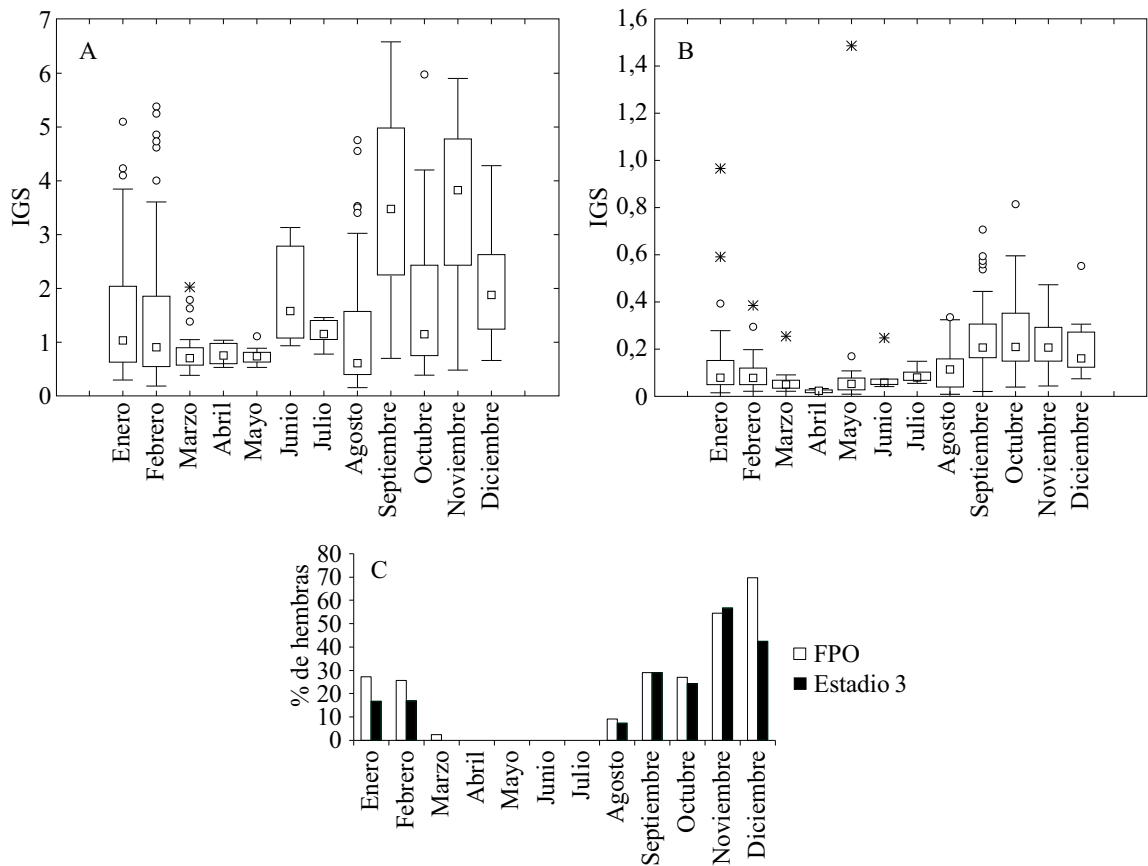 A
IGS
7
6
5
4
3
2
1
0
Enero
Febrero
Marzo
Abril
Mayo
Junio
Julio
Agosto
Septiembre
Octubre
Noviembre
Diciembre
B
IGS
1,6
1,4
1,2
1,0
0,8
0,6
0,4
0,2
0
Enero
Febrero
Marzo
Abril
Mayo
Junio
Julio
Agosto
Septiembre
Octubre
Noviembre
Diciembre
C
% de hembras
80
70
60
50
40
30
20
10
0
Enero
Febrero
Marzo
Abril
Mayo
Junio
Julio
Agosto
Septiembre
Octubre
Noviembre
Diciembre
FPO
Estadio 3